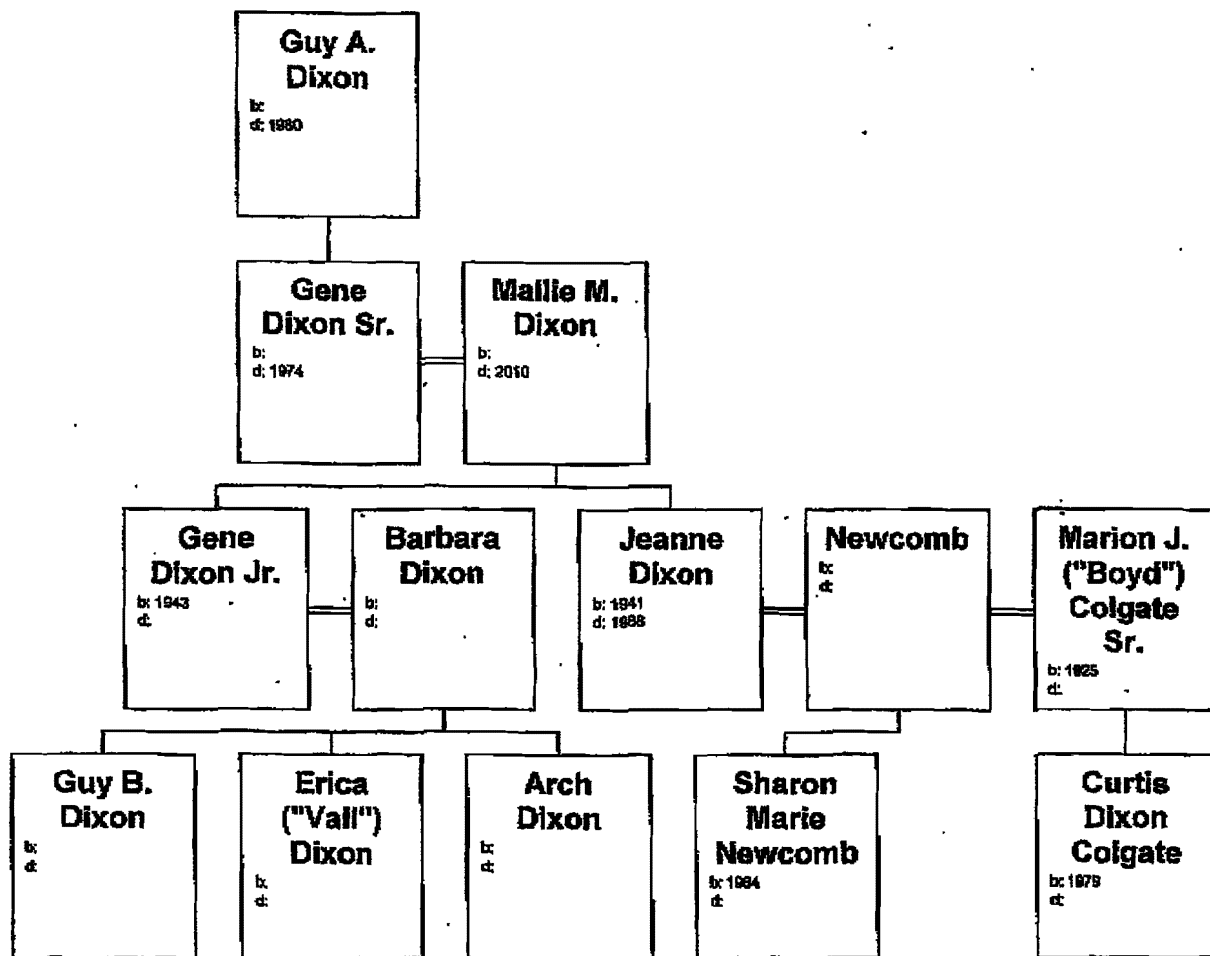 Guy A.
Dixon
b:
d: 1980
Gene
Dixon Sr.
b:
d: 1974
Mallie M.
Dixon
b:
d: 2010
Gene
Dixon Jr.
b: 1943
d:
Barbara
Dixon
b:
d:
Jeanne
Dixon
b: 1941
d: 1988
Newcomb
b:
d:
Marion J.
("Boyd")
Colgate
Sr.
b: 1925
d:
Guy B.
Dixon
b:
d:
Erica
("Vall")
Dixon
b:
d:
Arch
Dixon
b:
d:
Sharon
Marie
Newcomb
b: 1964
d:
Curtis
Dixon
Colgate
b: 1979
d: